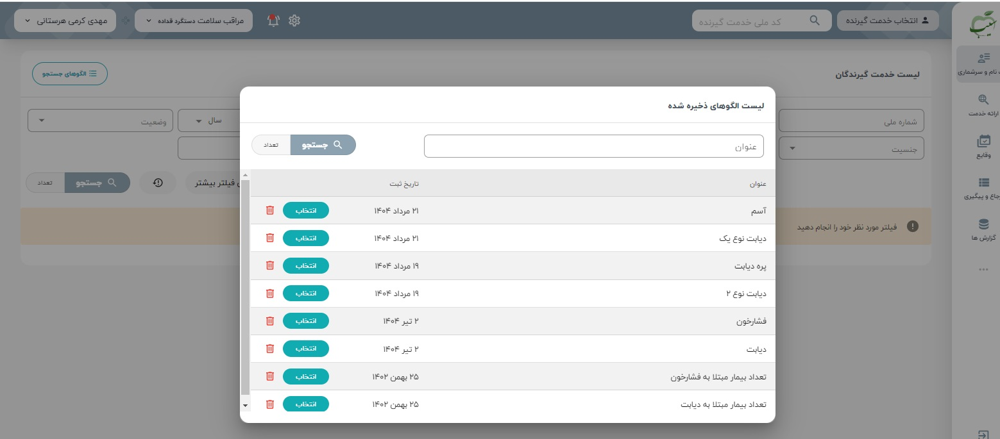 انتخاب خدمت گیرنده
کد ملی خدمت گیرنده
مراقب سلامت دستگرد قداده
مهدی کرمی هرستانی
سیب
نام و سرشماری
ارائه خدمت
وقایع
جاع و پیگیری
گزارش ها
لیست خدمت گیرندگان
الگوهای جستجو
شماره ملی
سال
وضعیت
جنسیت
فیلتر بیشتر
جستجو
تعداد
فیلتر مورد نظر خود را انجام دهید
لیست الگوهای ذخیره شده
عنوان
جستجو
تعداد
عنوان تاریخ ثبت
آسم ۲۱ مرداد ۱۴۰۴ انتخاب
دیابت نوع یک ۲۱ مرداد ۱۴۰۴ انتخاب
پره دیابت ۱۹ مرداد ۱۴۰۴ انتخاب
دیابت نوع ۲ ۱۹ مرداد ۱۴۰۴ انتخاب
فشارخون ۲ تیر ۱۴۰۴ انتخاب
دیابت ۲ تیر ۱۴۰۴ انتخاب
تعداد بیمار مبتلا به فشارخون ۲۵ بهمن ۱۴۰۲ انتخاب
تعداد بیمار مبتلا به دیابت ۲۵ بهمن ۱۴۰۲ انتخاب